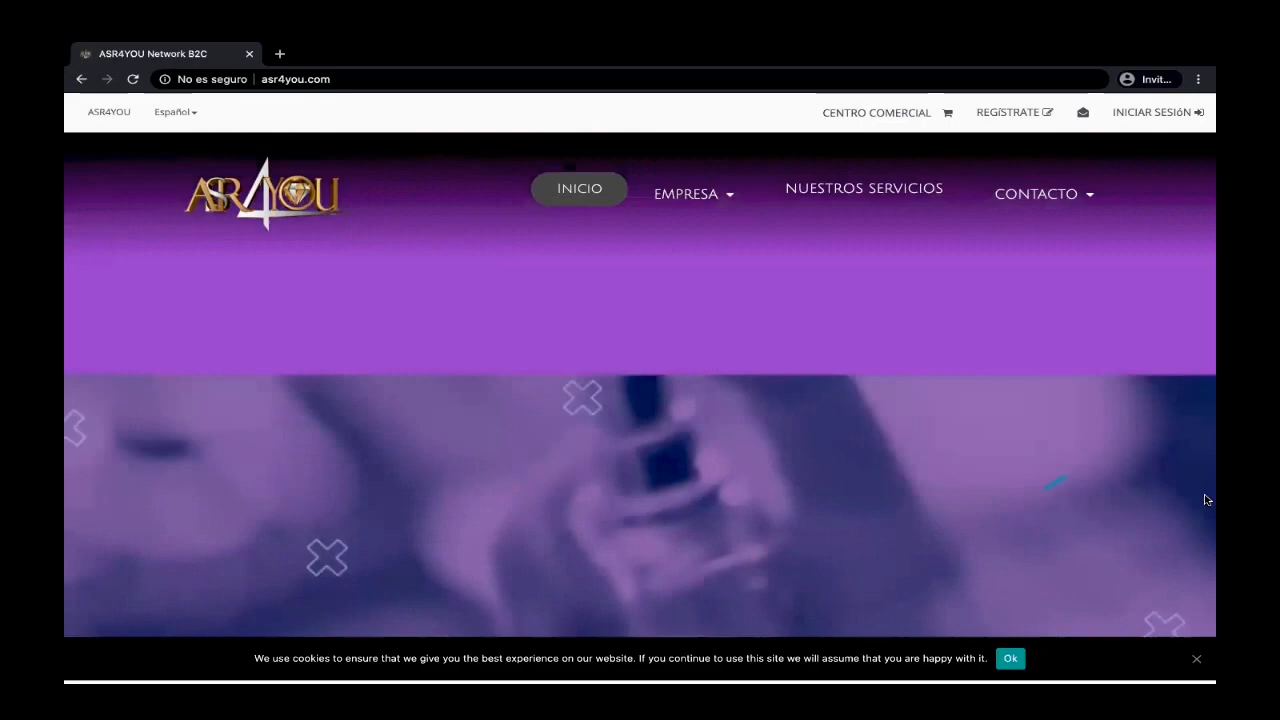 ASR4YOU Network B2C
No es seguro | asr4you.com
Invit...
ASR4YOU Español
CENTRO COMERCIAL REGíSTRATE INICIAR SESIóN
ASR4YOU
INICIO EMPRESA NUESTROS SERVICIOS CONTACTO
We use cookies to ensure that we give you the best experience on our website. If you continue to use this site we will assume that you are happy with it. Ok